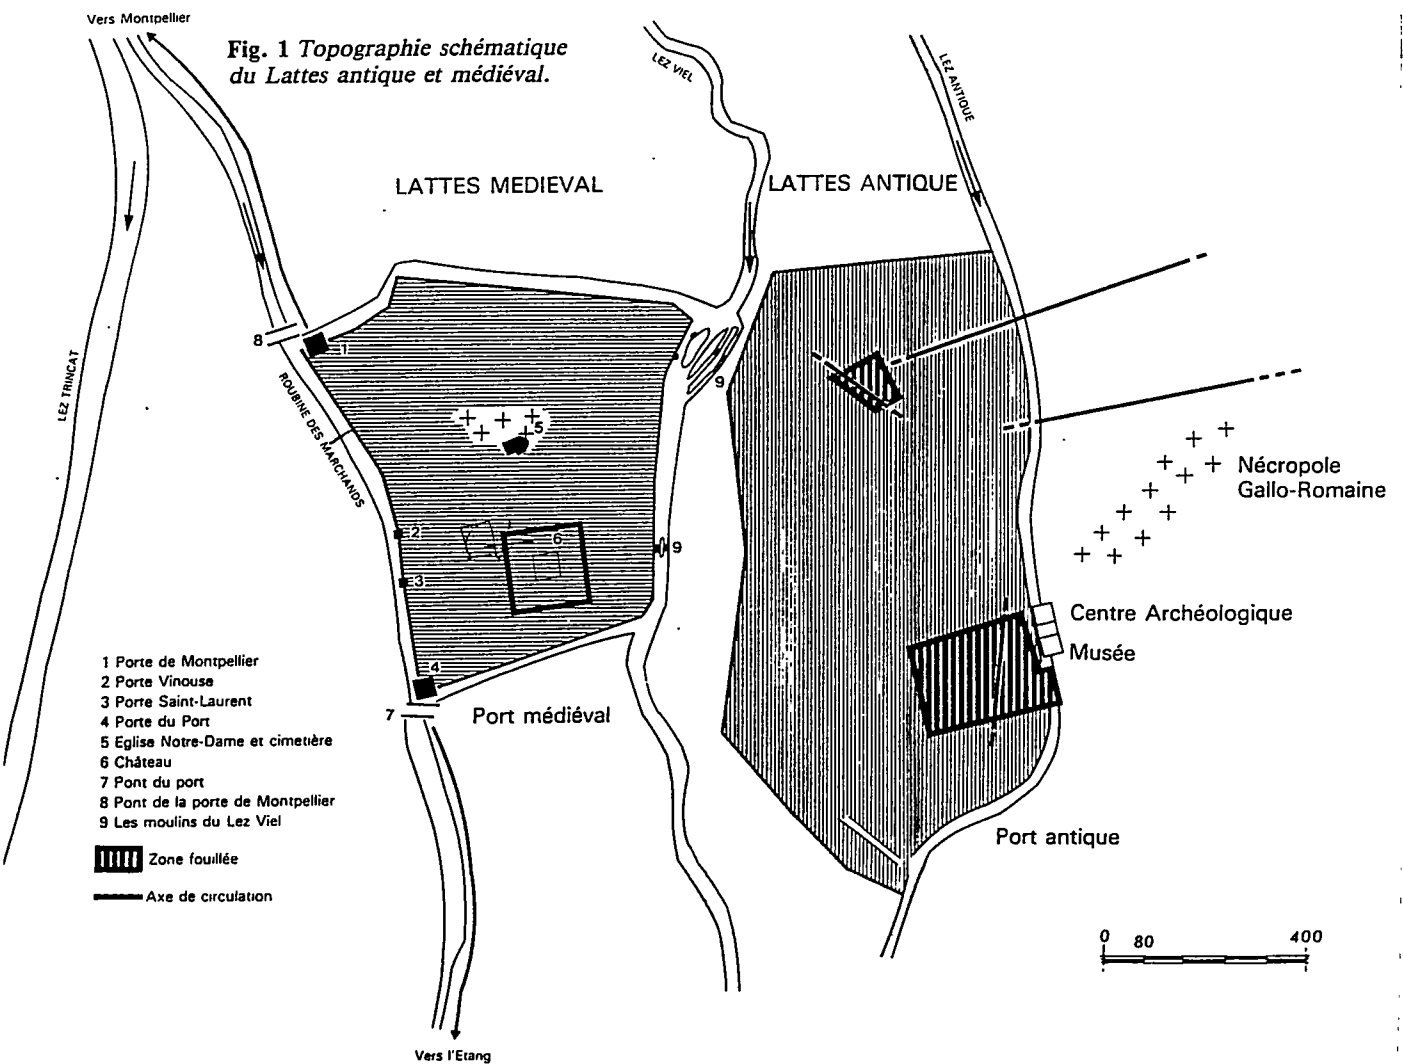 Vers Montpellier
Fig. 1 Topographie schématique
du Lattes antique et médiéval.
LEZ VIEL
LEZ ANTIQUE
LATTES MEDIEVAL
LATTES ANTIQUE
8
1
9
LEZ TRINCAT
ROUBINE DES MARCHANDS
5
Nécropole
Gallo-Romaine
2
6
9
3
Centre Archéologique
Musée
4
7
Port médiéval
1 Porte de Montpellier
2 Porte Vinouse
3 Porte Saint-Laurent
4 Porte du Port
5 Eglise Notre-Dame et cimetière
6 Château
7 Pont du port
8 Pont de la porte de Montpellier
9 Les moulins du Lez Viel
Zone fouillée
Axe de circulation
Port antique
0 80 400
Vers l'Etang